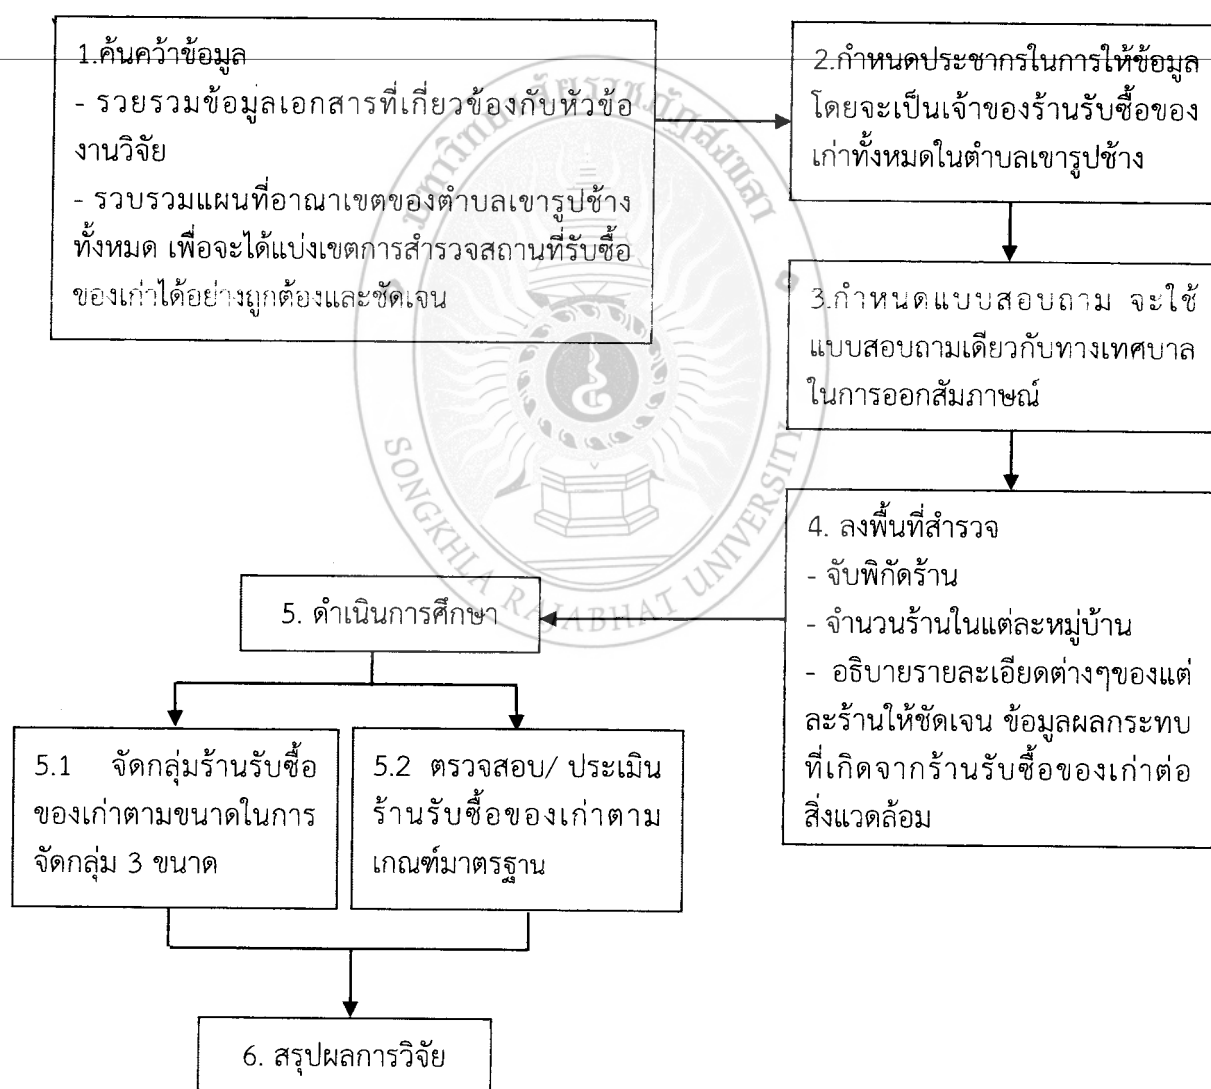 1.ค้นคว้าข้อมูล
- รวยรวมข้อมูลเอกสารที่เกี่ยวข้องกับหัวข้อ
งานวิจัย
- รวบรวมแผนที่อาณาเขตของตำบลเขารูปช้าง
ทั้งหมด เพื่อจะได้แบ่งเขตการสำรวจสถานที่รับซื้อ
ของเก่าได้อย่างถูกต้องและชัดเจน
2.กำหนดประชากรในการให้ข้อมูล
โดยจะเป็นเจ้าของร้านรับซื้อของ
เก่าทั้งหมดในตำบลเขารูปช้าง
3.กำหนดแบบสอบถาม จะใช้
แบบสอบถามเดียวกับทางเทศบาล
ในการออกสัมภาษณ์
4. ลงพื้นที่สำรวจ
- จับพิกัดร้าน
- จำนวนร้านในแต่ละหมู่บ้าน
- อธิบายรายละเอียดต่างๆของแต่
ละร้านให้ชัดเจน ข้อมูลผลกระทบ
ที่เกิดจากร้านรับซื้อของเก่าต่อ
สิ่งแวดล้อม
5. ดำเนินการศึกษา
5.1 จัดกลุ่มร้านรับซื้อ
ของเก่าตามขนาดในการ
จัดกลุ่ม 3 ขนาด
5.2 ตรวจสอบ/ ประเมิน
ร้านรับซื้อของเก่าตาม
เกณฑ์มาตรฐาน
6. สรุปผลการวิจัย
มหาวิทยาลัยราชภัฏสงขลา
SONGKHLA RAJABHAT UNIVERSITY